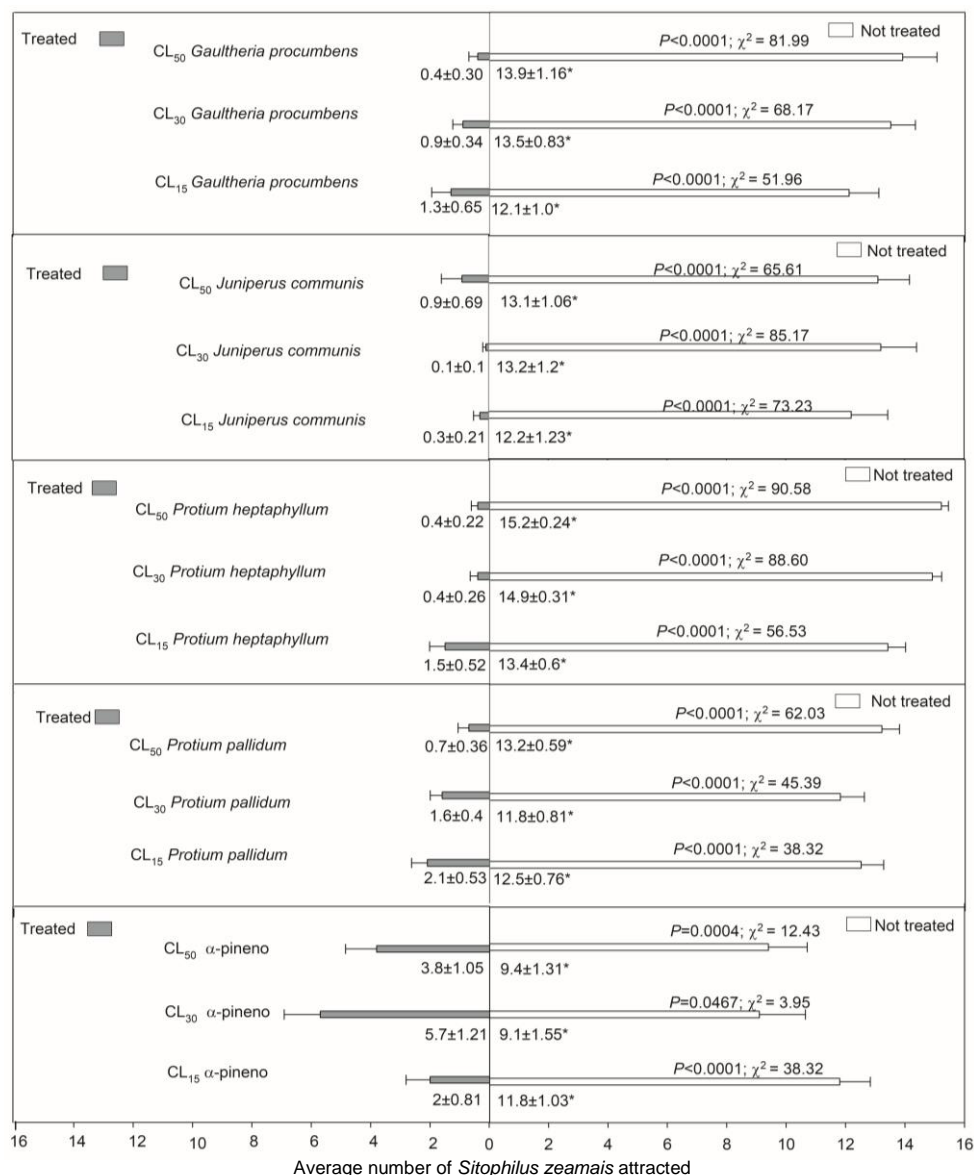 Treated Not treated
CL50 Gaultheria procumbens P<0.0001; χ2 = 81.99
0.4±0.30 13.9±1.16*
CL30 Gaultheria procumbens P<0.0001; χ2 = 68.17
0.9±0.34 13.5±0.83*
CL15 Gaultheria procumbens P<0.0001; χ2 = 51.96
1.3±0.65 12.1±1.0*
Treated Not treated
CL50 Juniperus communis P<0.0001; χ2 = 65.61
0.9±0.69 13.1±1.06*
CL30 Juniperus communis P<0.0001; χ2 = 85.17
0.1±0.1 13.2±1.2*
CL15 Juniperus communis P<0.0001; χ2 = 73.23
0.3±0.21 12.2±1.23*
Treated Not treated
CL50 Protium heptaphyllum P<0.0001; χ2 = 90.58
0.4±0.22 15.2±0.24*
CL30 Protium heptaphyllum P<0.0001; χ2 = 88.60
0.4±0.26 14.9±0.31*
CL15 Protium heptaphyllum P<0.0001; χ2 = 56.53
1.5±0.52 13.4±0.6*
Treated Not treated
CL50 Protium pallidum P<0.0001; χ2 = 62.03
0.7±0.36 13.2±0.59*
CL30 Protium pallidum P<0.0001; χ2 = 45.39
1.6±0.4 11.8±0.81*
CL15 Protium pallidum P<0.0001; χ2 = 38.32
2.1±0.53 12.5±0.76*
Treated Not treated
CL50 α-pineno P=0.0004; χ2 = 12.43
3.8±1.05 9.4±1.31*
CL30 α-pineno P=0.0467; χ2 = 3.95
5.7±1.21 9.1±1.55*
CL15 α-pineno P<0.0001; χ2 = 38.32
2±0.81 11.8±1.03*
16 14 12 10 8 6 4 2 0 2 4 6 8 10 12 14 16
Average number of Sitophilus zeamais attracted